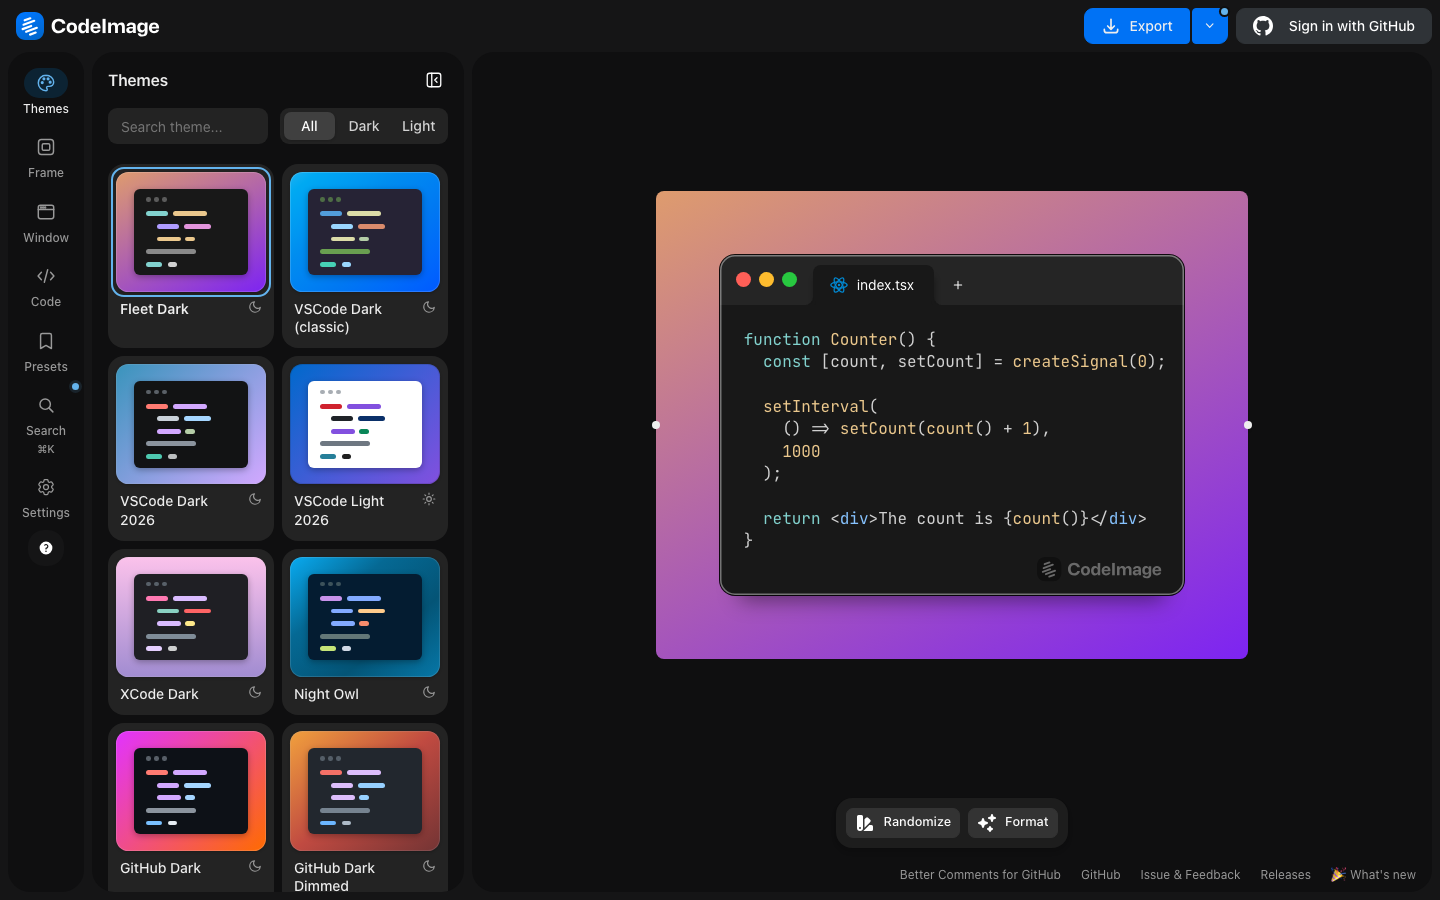 CodeImage
Export
Sign in with GitHub
Themes
Frame
Window
Code
Presets
Search
⌘K
Settings
Themes
Search theme...
All
Dark
Light
Fleet Dark
VSCode Dark
(classic)
VSCode Dark
2026
VSCode Light
2026
XCode Dark
Night Owl
GitHub Dark
GitHub Dark
Dimmed
index.tsx
+
function Counter() {
  const [count, setCount] = createSignal(0);
  setInterval(
    () => setCount(count() + 1),
    1000
  );
  return <div>The count is {count()}</div>
}
CodeImage
Randomize
Format
Better Comments for GitHub
GitHub
Issue & Feedback
Releases
🎉 What's new